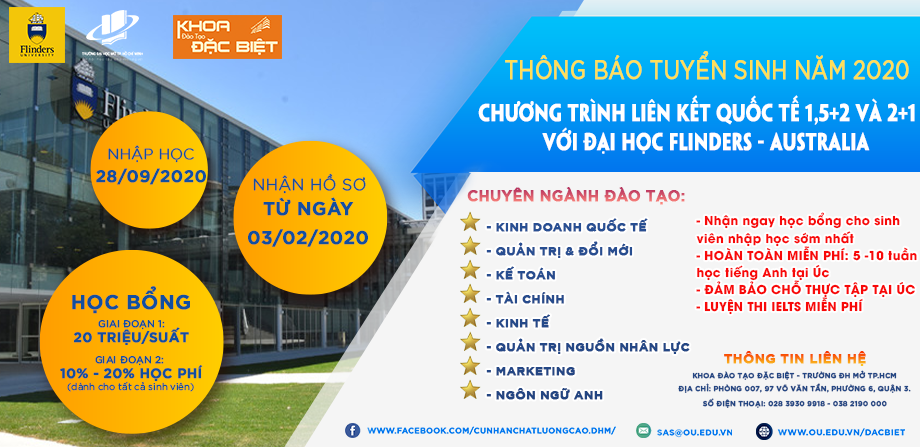 Flinders
UNIVERSITY
TRƯỜNG ĐẠI HỌC MỞ TP. HỒ CHÍ MINH
KHOA
Đào Tạo
ĐẶC BIỆT
Flinders
THÔNG BÁO TUYỂN SINH NĂM 2020
CHƯƠNG TRÌNH LIÊN KẾT QUỐC TẾ 1,5+2 VÀ 2+1
VỚI ĐẠI HỌC FLINDERS - AUSTRALIA
NHẬP HỌC
28/09/2020
NHẬN HỒ SƠ
TỪ NGÀY
03/02/2020
HỌC BỔNG
GIAI ĐOẠN 1:
20 TRIỆU/SUẤT
GIAI ĐOẠN 2:
10% - 20% HỌC PHÍ
(dành cho tất cả sinh viên)
CHUYÊN NGÀNH ĐÀO TẠO:
- KINH DOANH QUỐC TẾ
- QUẢN TRỊ & ĐỔI MỚI
- KẾ TOÁN
- TÀI CHÍNH
- KINH TẾ
- QUẢN TRỊ NGUỒN NHÂN LỰC
- MARKETING
- NGÔN NGỮ ANH
- Nhận ngay học bổng cho sinh
viên nhập học sớm nhất
- HOÀN TOÀN MIỄN PHÍ: 5 -10 tuần
học tiếng Anh tại Úc
- ĐẢM BẢO CHỖ THỰC TẬP TẠI ÚC
- LUYỆN THI IELTS MIỄN PHÍ
THÔNG TIN LIÊN HỆ
KHOA ĐÀO TẠO ĐẶC BIỆT - TRƯỜNG ĐH MỞ TP.HCM
ĐỊA CHỈ: PHÒNG 007, 97 VÕ VĂN TẦN, PHƯỜNG 6, QUẬN 3.
SỐ ĐIỆN THOẠI: 028 3930 9918 - 038 2190 000
WWW.FACEBOOK.COM/CUNHANCHATLUONGCAO.DHM/
SAS@OU.EDU.VN
WWW.OU.EDU.VN/DACBIET